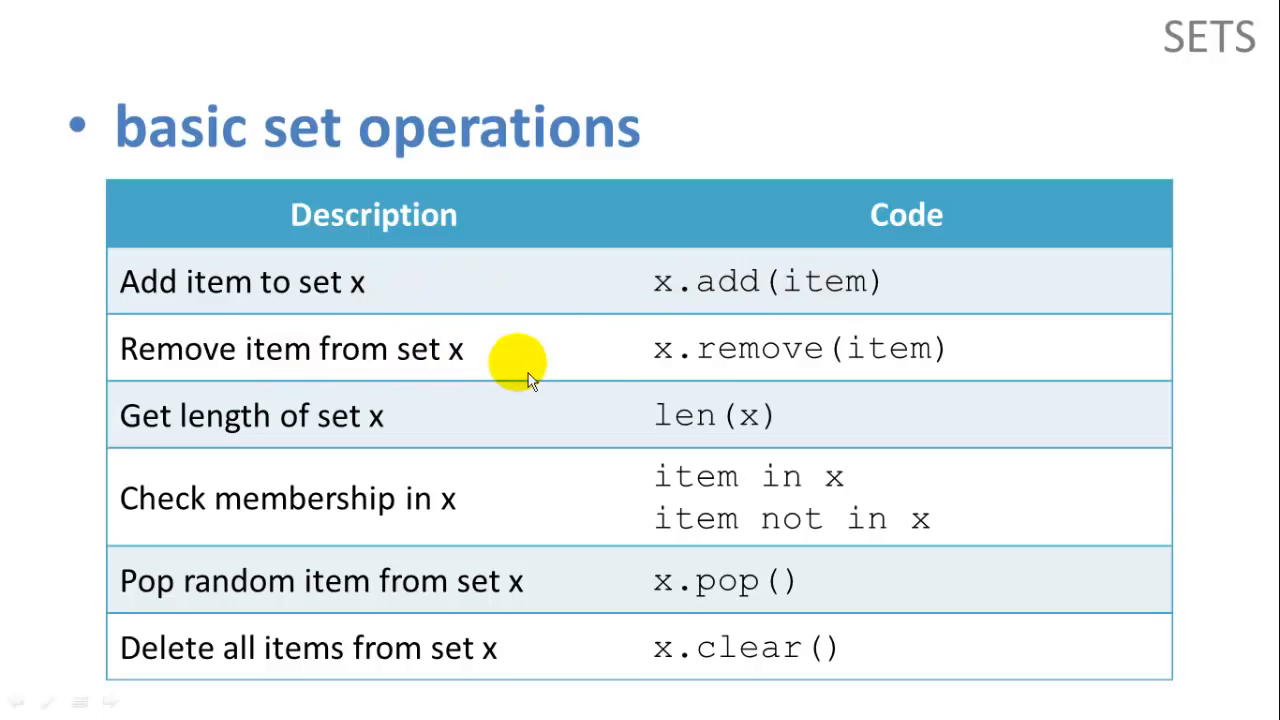 SETS
• basic set operations
Description Code
Add item to set x x.add(item)
Remove item from set x x.remove(item)
Get length of set x len(x)
Check membership in x item in x
item not in x
Pop random item from set x x.pop()
Delete all items from set x x.clear()